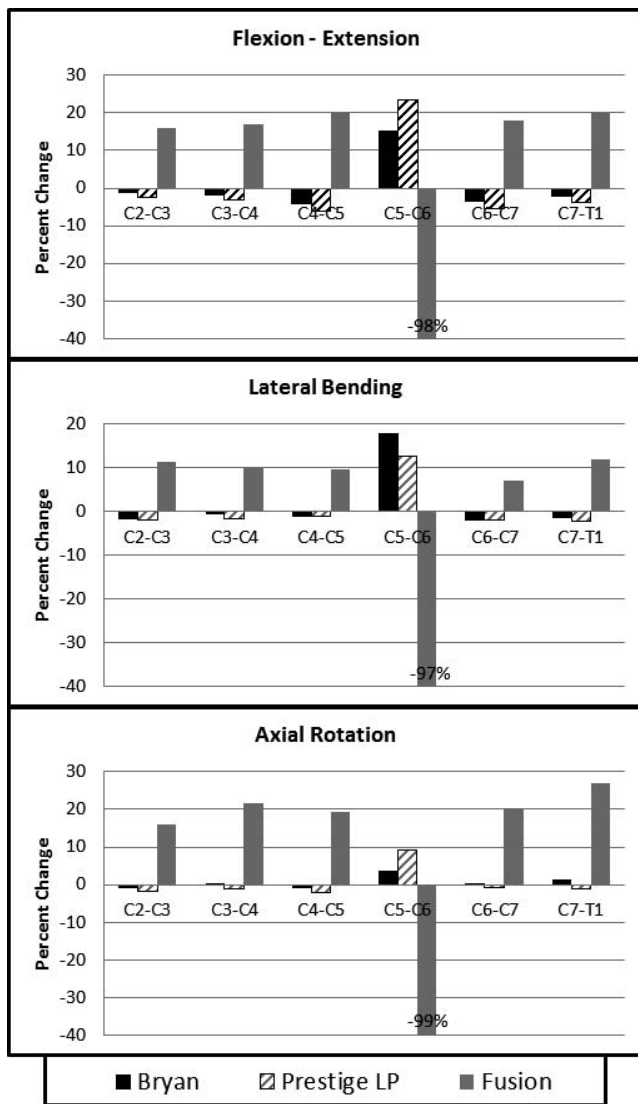 Flexion - Extension
Percent Change
30
20
10
0
-10
-20
-30
-40
C2-C3 C3-C4 C4-C5 C5-C6 C6-C7 C7-T1
-98%
Lateral Bending
Percent Change
20
10
0
-10
-20
-30
-40
C2-C3 C3-C4 C4-C5 C5-C6 C6-C7 C7-T1
-97%
Axial Rotation
Percent Change
30
20
10
0
-10
-20
-30
-40
C2-C3 C3-C4 C4-C5 C5-C6 C6-C7 C7-T1
-99%
Bryan Prestige LP Fusion